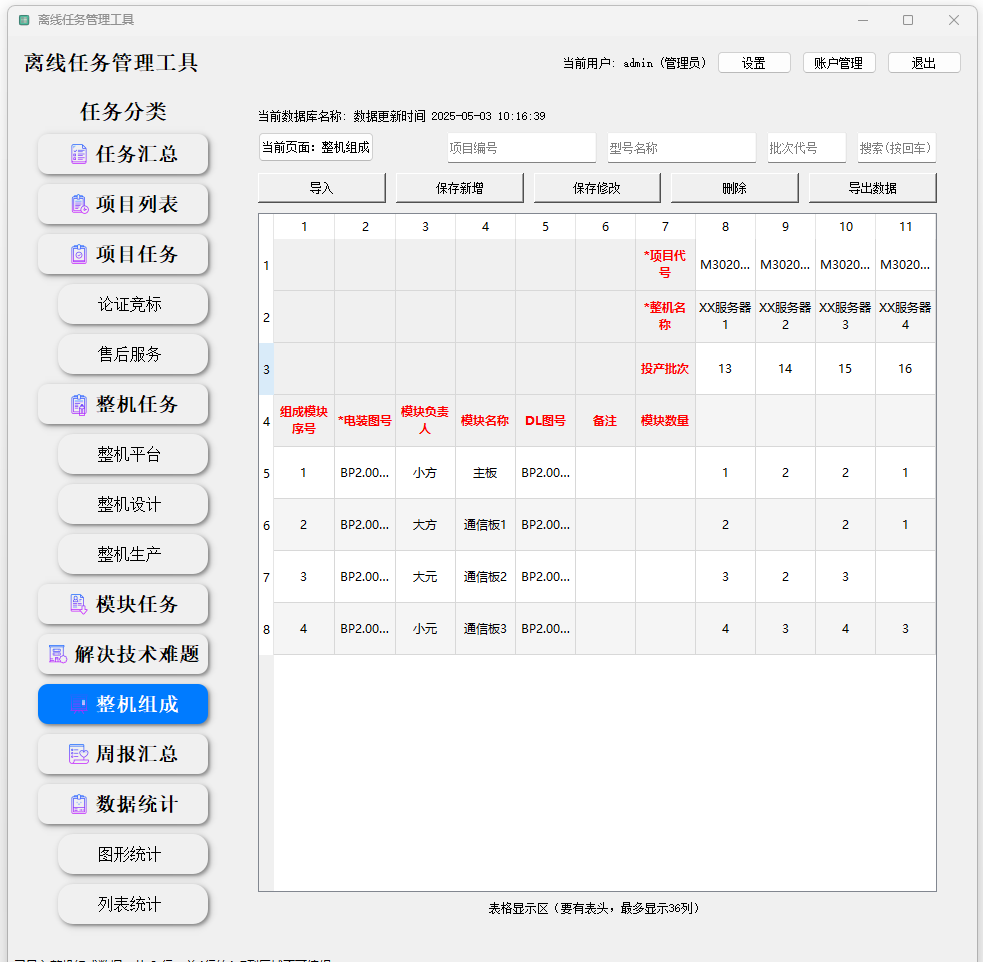 离线任务管理工具
离线任务管理工具
当前用户: admin (管理员)
设置
账户管理
退出
任务分类
任务汇总
项目列表
项目任务
论证竞标
售后服务
整机任务
整机平台
整机设计
整机生产
模块任务
解决技术难题
整机组成
周报汇总
数据统计
图形统计
列表统计
当前数据库名称: 数据更新时间 2025-05-03 10:16:39
当前页面: 整机组成
项目编号
型号名称
批次代号
搜索(按回车)
导入
保存新增
保存修改
删除
导出数据
1 2 3 4 5 6 7 8 9 10 11
1 *项目代号 M3020... M3020... M3020... M3020...
2 *整机名称 XX服务器1 XX服务器2 XX服务器3 XX服务器4
3 投产批次 13 14 15 16
4 组成模块序号 *电装图号 模块负责人 模块名称 DL图号 备注 模块数量
5 1 BP2.00... 小方 主板 BP2.00... 1 2 2 1
6 2 BP2.00... 大方 通信板1 BP2.00... 2 2 1
7 3 BP2.00... 大元 通信板2 BP2.00... 3 2 3
8 4 BP2.00... 小元 通信板3 BP2.00... 4 3 4 3
表格显示区 (要有表头, 最多显示36列)